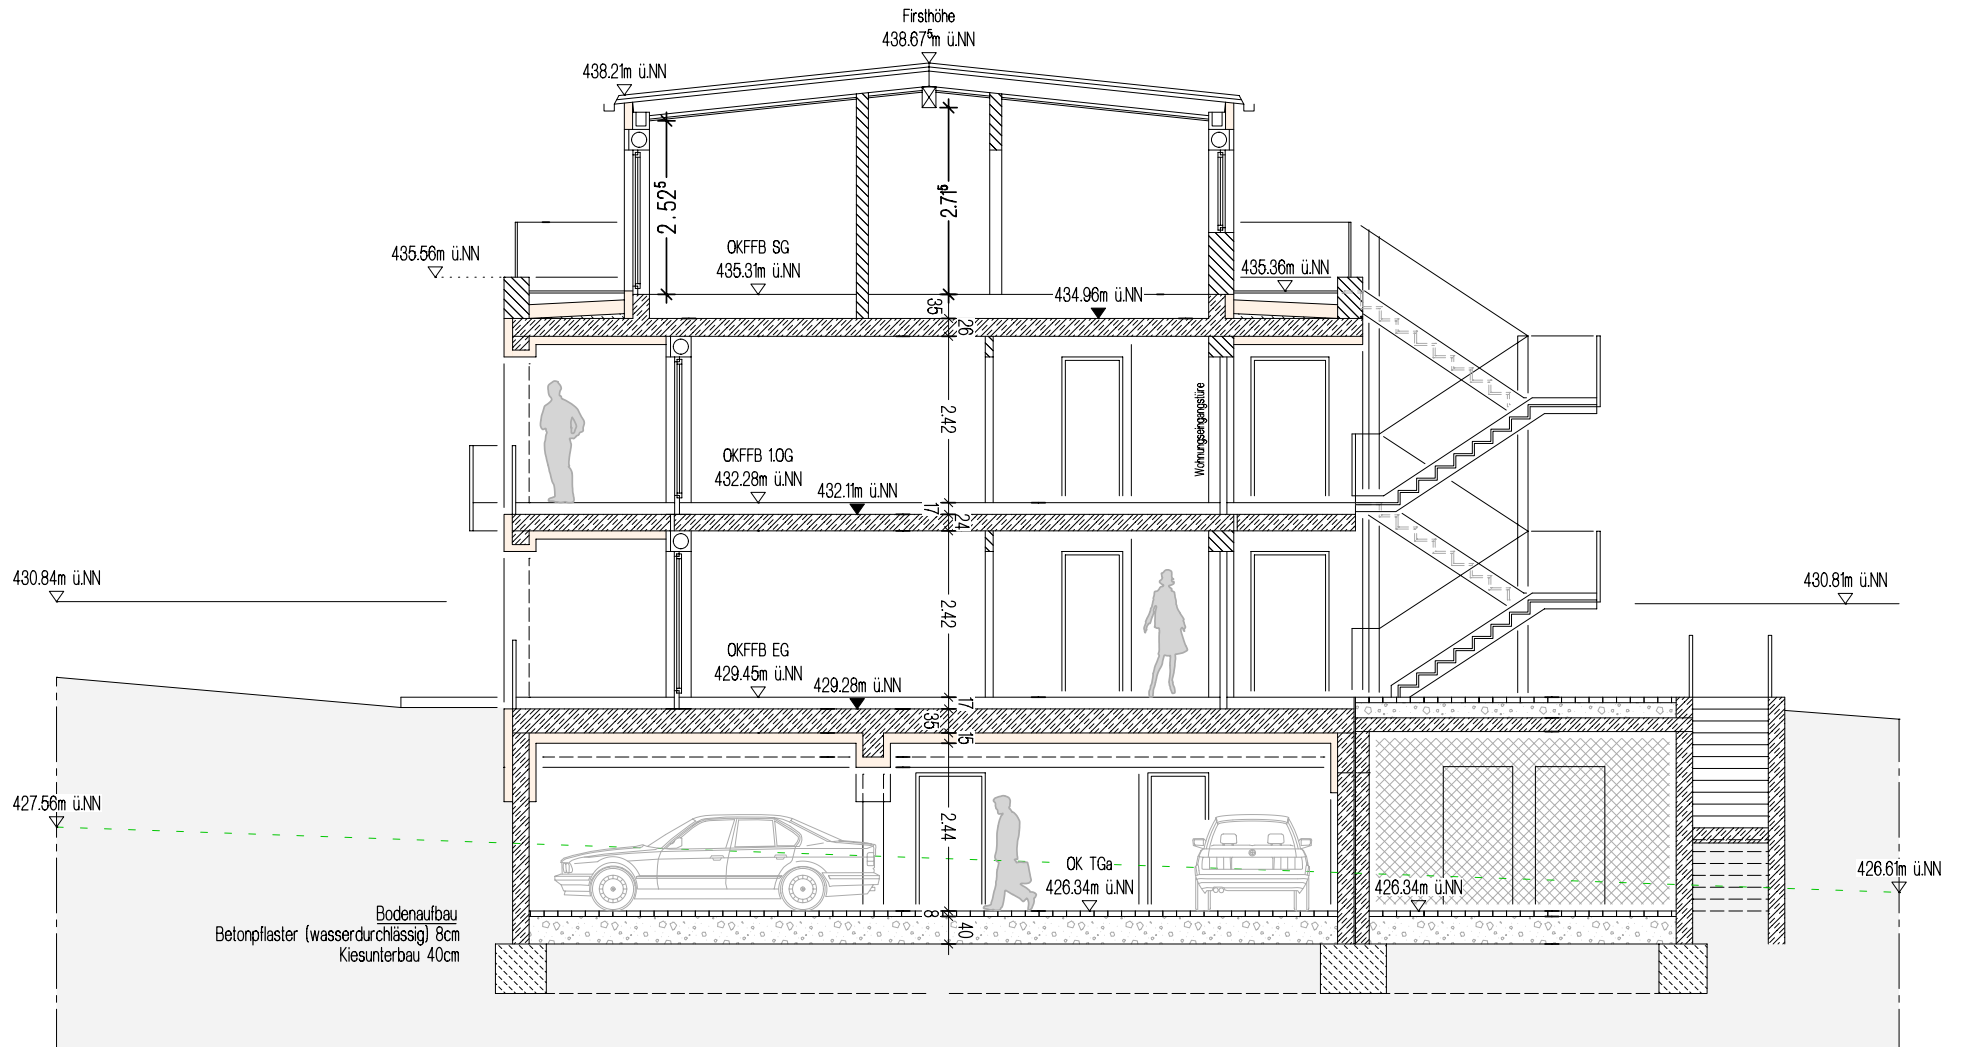 Firsthöhe
438.67⁵m ü.NN
438.21m ü.NN
2.52⁵
2.71⁵
OKFFB SG
435.31m ü.NN
435.56m ü.NN
435.36m ü.NN
434.96m ü.NN
35
26
2.42
Wohnungseingangstüre
OKFFB 1.OG
432.28m ü.NN
432.11m ü.NN
17
24
430.84m ü.NN
430.81m ü.NN
2.42
OKFFB EG
429.45m ü.NN
429.28m ü.NN
17
35
15
427.56m ü.NN
2.44
OK TGa
426.34m ü.NN
426.34m ü.NN
426.61m ü.NN
8
40
Bodenaufbau
Betonpflaster (wasserdurchlässig) 8cm
Kiesunterbau 40cm